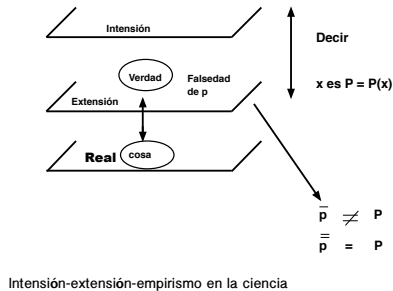 Intensión
Decir
Verdad
Falsedad
de p
x es P = P(x)
Extensión
Real
cosa
p̅ ≠ P
p̿ = P
Intensión-extensión-empirismo en la ciencia